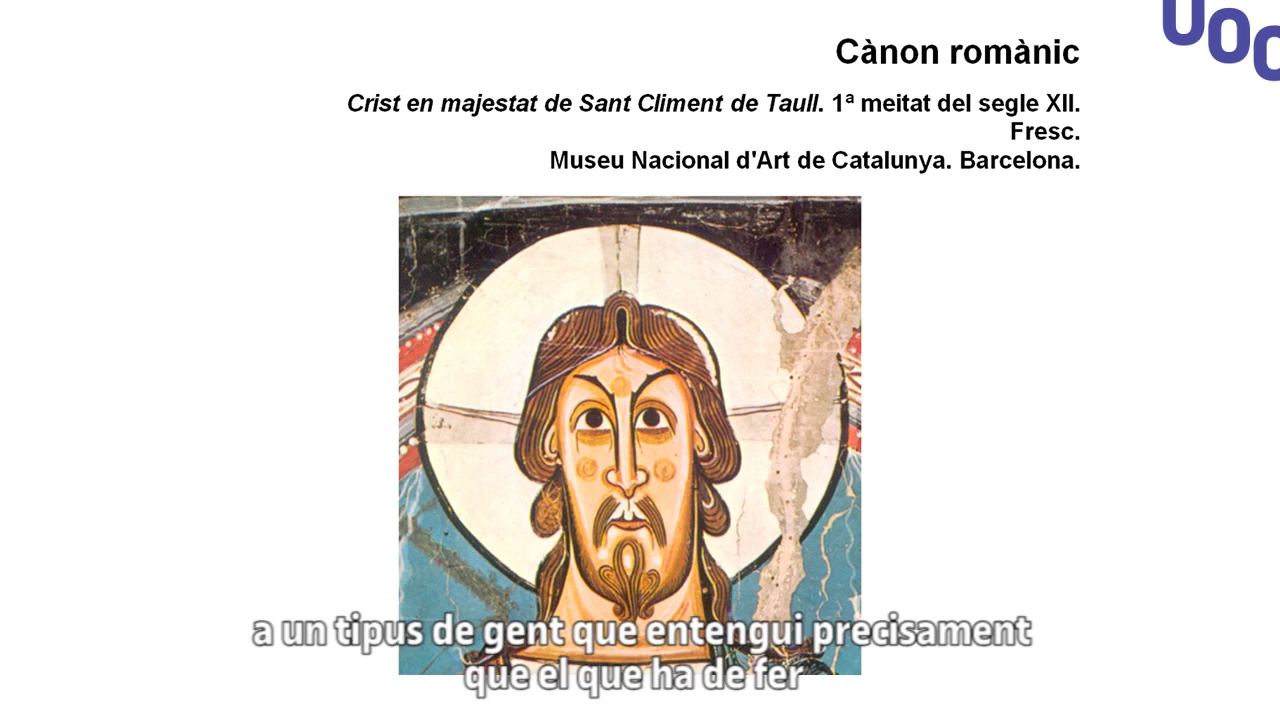 UOC
Cànon romànic
Crist en majestat de Sant Climent de Taull. 1ª meitat del segle XII.
Fresc.
Museu Nacional d'Art de Catalunya. Barcelona.
a un tipus de gent que entengui precisament
que el que ha de fer